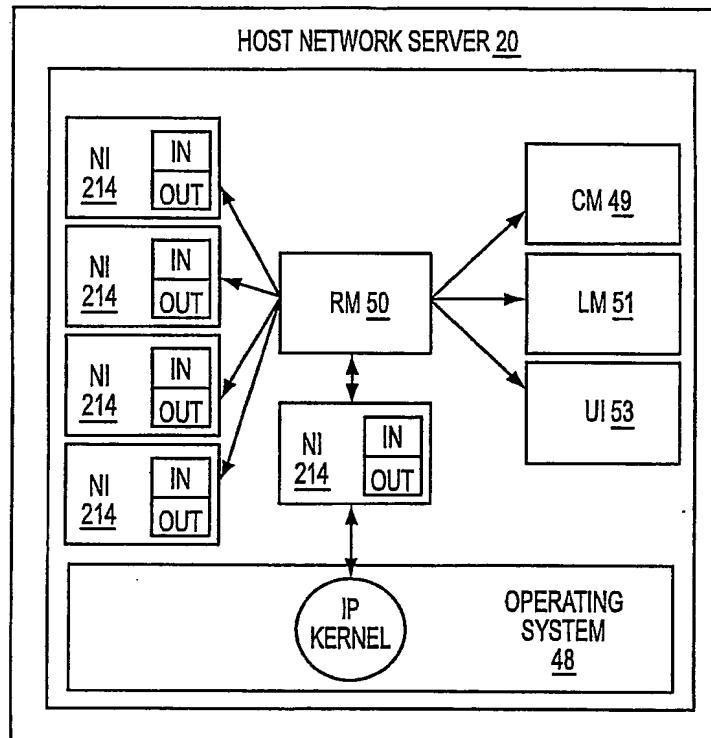 HOST NETWORK SERVER 20
NI
214
IN
OUT
NI
214
IN
OUT
NI
214
IN
OUT
NI
214
IN
OUT
RM 50
NI
214
IN
OUT
CM 49
LM 51
UI 53
IP
KERNEL
OPERATING
SYSTEM
48